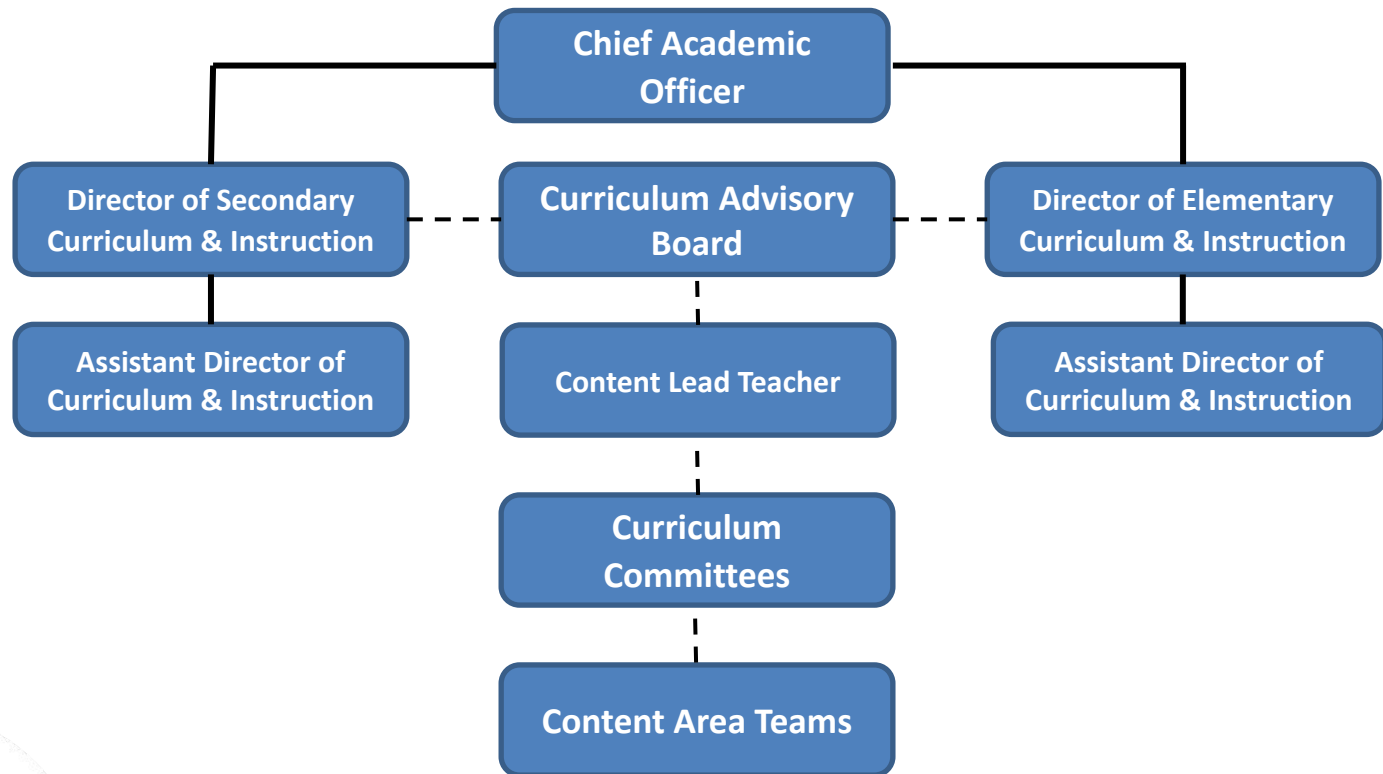 Chief Academic
Officer
Director of Secondary
Curriculum & Instruction
Curriculum Advisory
Board
Director of Elementary
Curriculum & Instruction
Assistant Director of
Curriculum & Instruction
Content Lead Teacher
Assistant Director of
Curriculum & Instruction
Curriculum
Committees
Content Area Teams